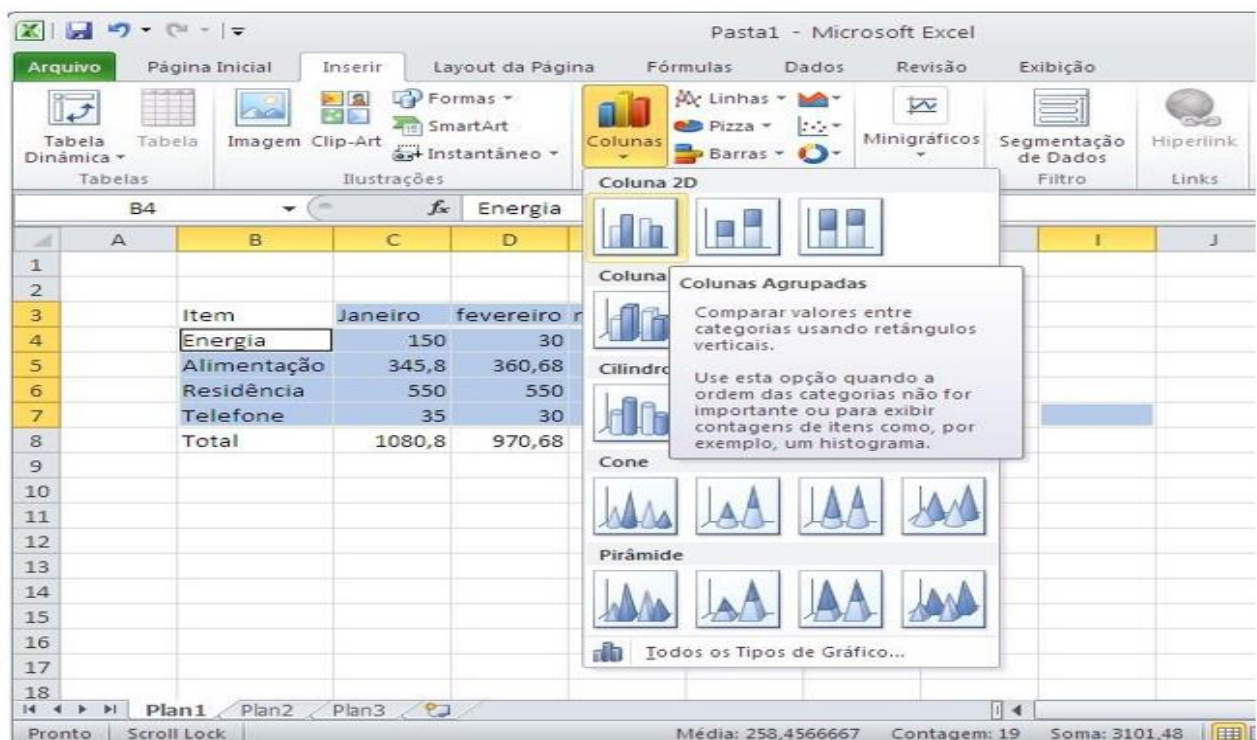 Pasta1 - Microsoft Excel
Arquivo Página Inicial Inserir Layout da Página Fórmulas Dados Revisão Exibição
Tabela Dinâmica
Tabela
Tabelas
Imagem
Clip-Art
Formas
SmartArt
Instantâneo
Ilustrações
Colunas
Linhas
Pizza
Barras
Minigráficos
Segmentação de Dados
Filtro
Hiperlink
Links
B4 fx Energia
A B C D I J
1
2
3 Item Janeiro fevereiro
4 Energia 150 30
5 Alimentação 345,8 360,68
6 Residência 550 550
7 Telefone 35 30
8 Total 1080,8 970,68
9
10
11
12
13
14
15
16
17
18
Coluna 2D
Coluna
Colunas Agrupadas
Comparar valores entre
categorias usando retângulos
verticais.
Use esta opção quando a
ordem das categorias não for
importante ou para exibir
contagens de itens como, por
exemplo, um histograma.
Cilindro
Cone
Pirâmide
Todos os Tipos de Gráfico...
Plan1 Plan2 Plan3
Pronto Scroll Lock Média: 258,4566667 Contagem: 19 Soma: 3101,48